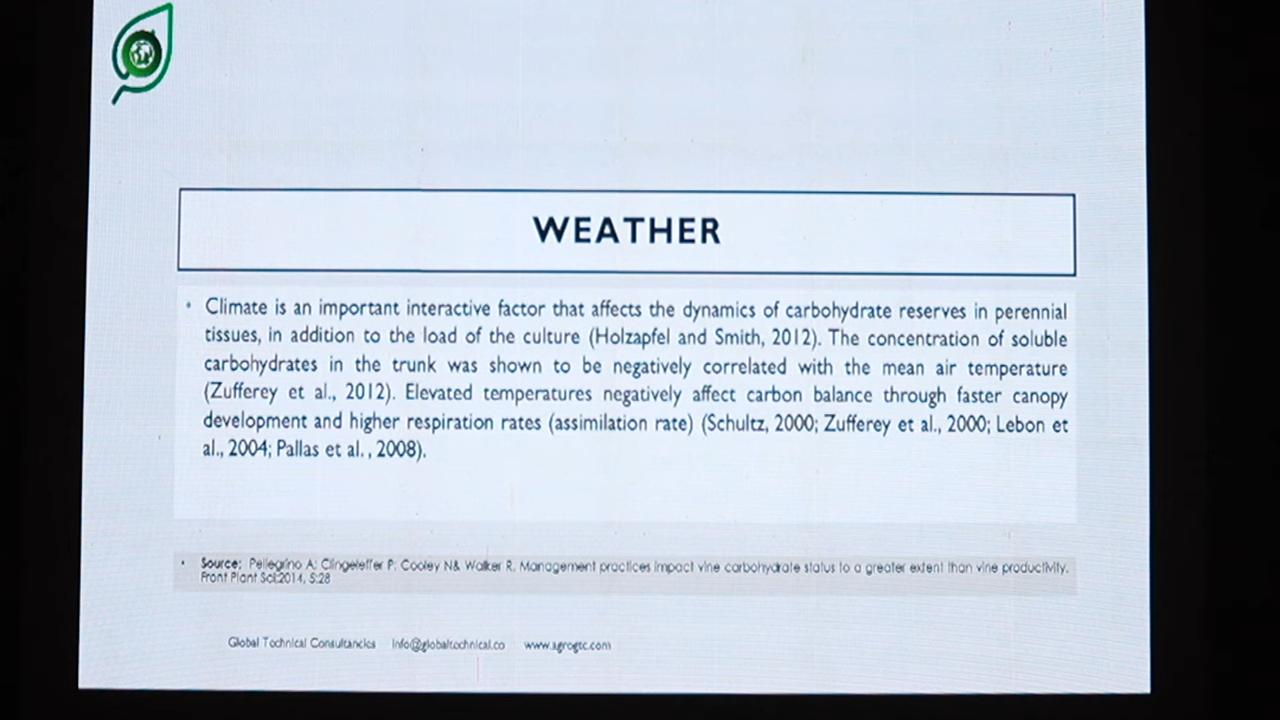 WEATHER
• Climate is an important interactive factor that affects the dynamics of carbohydrate reserves in perennial
tissues, in addition to the load of the culture (Holzapfel and Smith, 2012). The concentration of soluble
carbohydrates in the trunk was shown to be negatively correlated with the mean air temperature
(Zufferey et al., 2012). Elevated temperatures negatively affect carbon balance through faster canopy
development and higher respiration rates (assimilation rate) (Schultz, 2000; Zufferey et al., 2000; Lebon et
al., 2004; Pallas et al. , 2008).
• Source: Pellegrino A; Clingeleffer P; Cooley N& Walker R. Management practices impact vine carbohydrate status to a greater extent than vine productivity.
Front Plant Sci:2014, 5:28
Global Technical Consultancies info@globaltechnical.co www.agrogtc.com